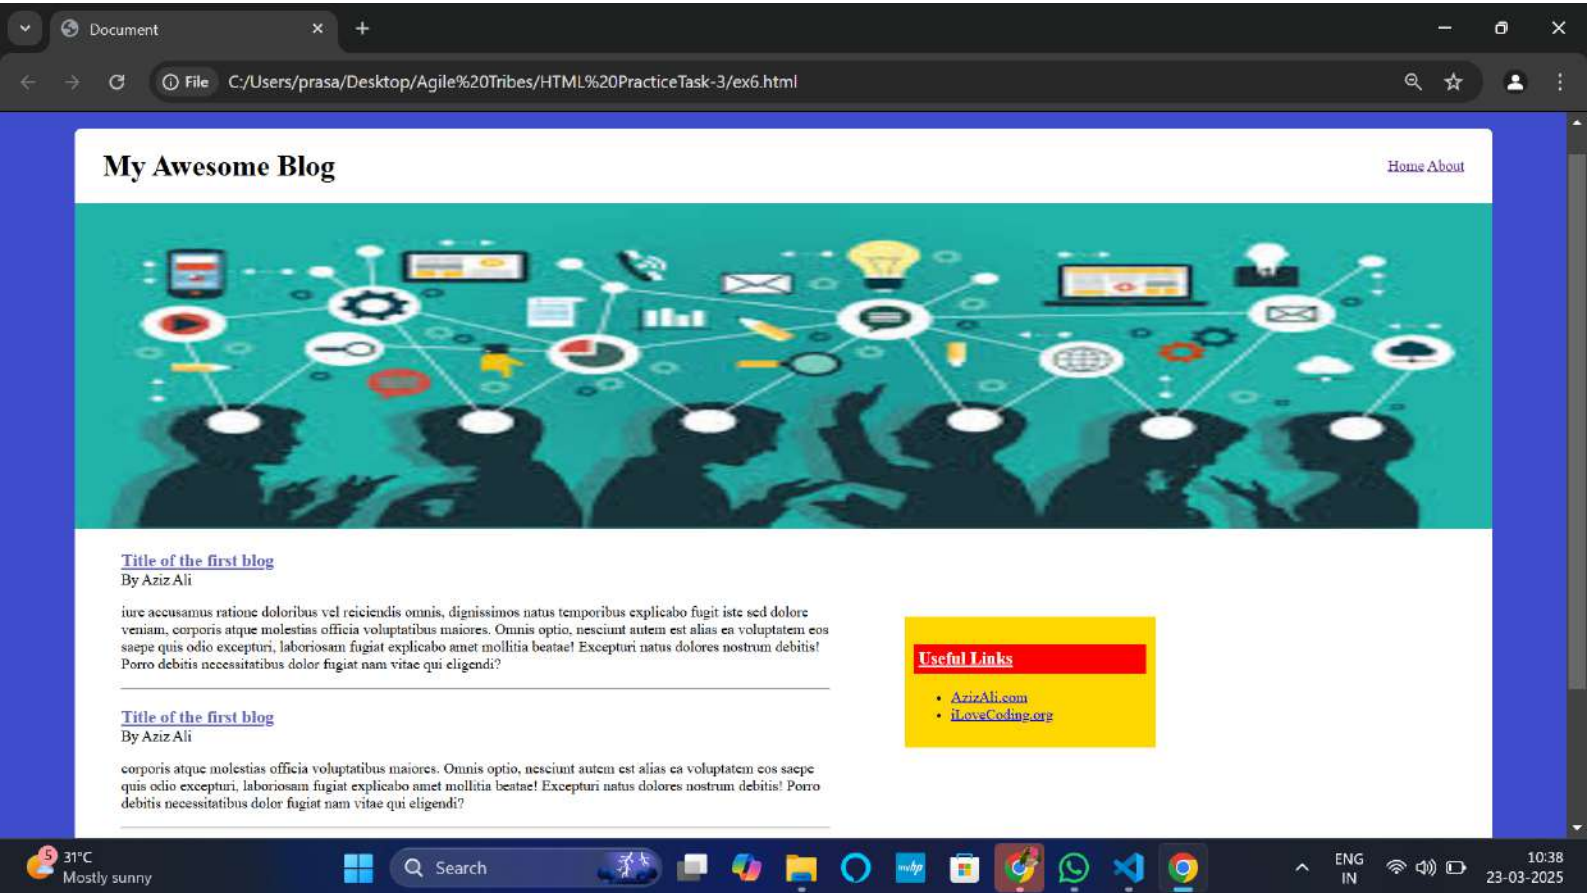 Document
File C:/Users/prasa/Desktop/Agile%20Tribes/HTML%20PracticeTask-3/ex6.html
My Awesome Blog
Home About
Title of the first blog
By Aziz Ali
iure accusamus ratione doloribus vel reiciendis omnis, dignissimos natus temporibus explicabo fugit iste sed dolore
veniam, corporis atque molestias officia voluptatibus maiores. Omnis optio, nesciunt autem est alias ea voluptatem eos
saepe quis odio excepturi, laboriosam fugiat explicabo amet mollitia beatae! Excepturi natus dolores nostrum debitis!
Porro debitis necessitatibus dolor fugiat nam vitae qui eligendi?
Title of the first blog
By Aziz Ali
corporis atque molestias officia voluptatibus maiores. Omnis optio, nesciunt autem est alias ea voluptatem eos saepe
quis odio excepturi, laboriosam fugiat explicabo amet mollitia beatae! Excepturi natus dolores nostrum debitis! Porro
debitis necessitatibus dolor fugiat nam vitae qui eligendi?
Useful Links
AzizAli.com
iLoveCoding.org
5
31°C
Mostly sunny
Search
myhp
ENG
IN
10:38
23-03-2025